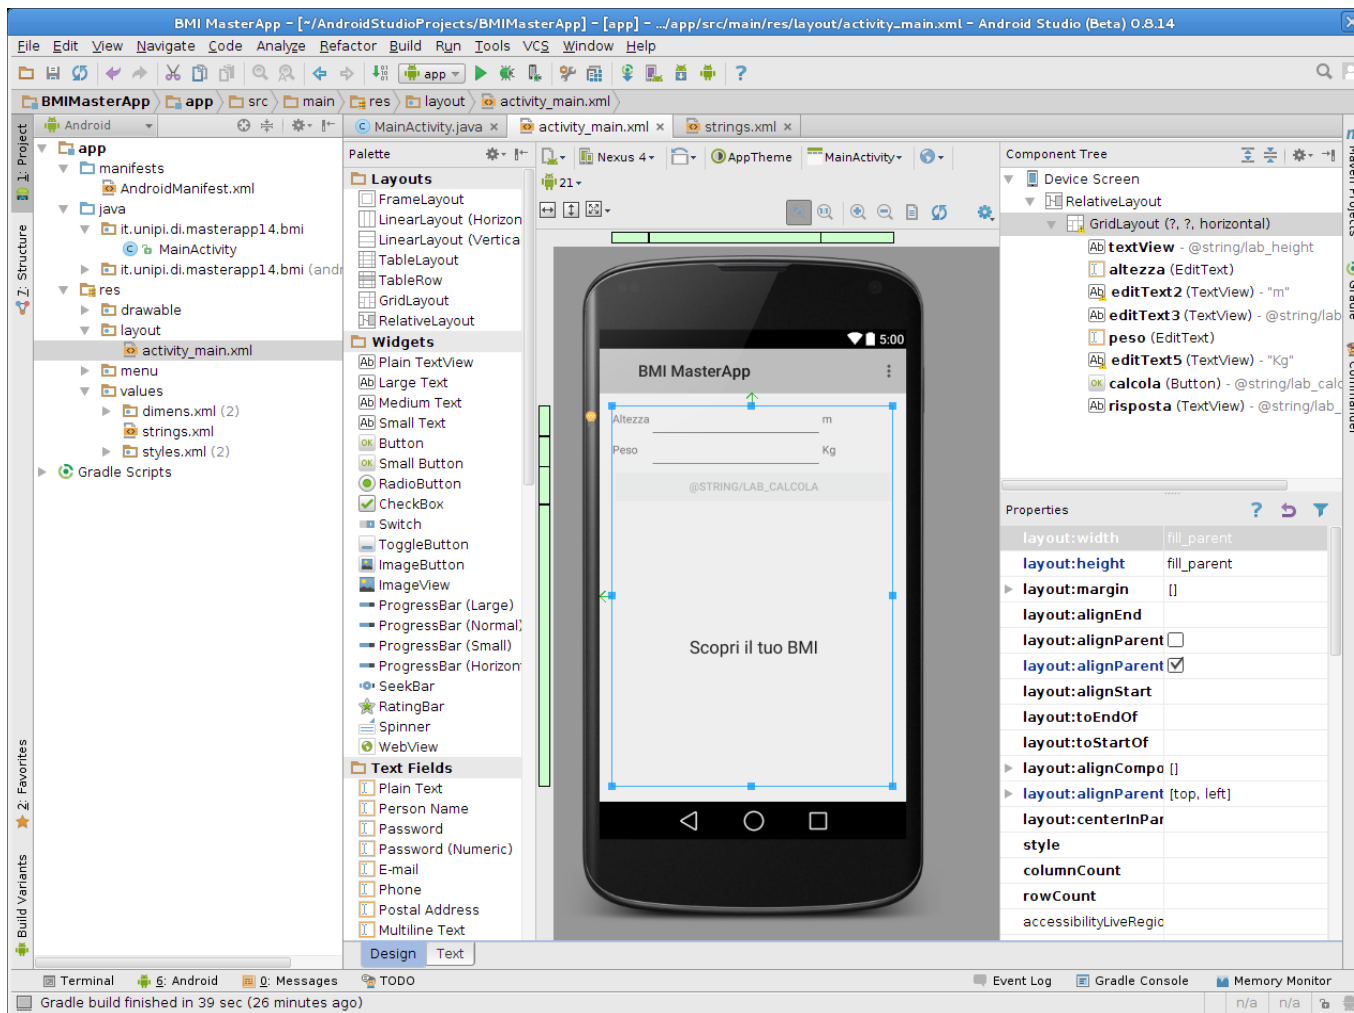 BMI MasterApp - [~/AndroidStudioProjects/BMIMasterApp] - [app] - .../app/src/main/res/layout/activity_main.xml - Android Studio (Beta) 0.8.14
File Edit View Navigate Code Analyze Refactor Build Run Tools VCS Window Help
app
BMIMasterApp app src main res layout activity_main.xml
Android
MainActivity.java
activity_main.xml
strings.xml
1: Project
7: Structure
2: Favorites
Build Variants
app
manifests
AndroidManifest.xml
java
it.unipi.di.masterapp14.bmi
MainActivity
it.unipi.di.masterapp14.bmi (andr
res
drawable
layout
activity_main.xml
menu
values
dimens.xml (2)
strings.xml
styles.xml (2)
Gradle Scripts
Palette
Layouts
FrameLayout
LinearLayout (Horizon
LinearLayout (Vertica
TableLayout
TableRow
GridLayout
RelativeLayout
Widgets
Plain TextView
Large Text
Medium Text
Small Text
Button
Small Button
RadioButton
CheckBox
Switch
ToggleButton
ImageButton
ImageView
ProgressBar (Large)
ProgressBar (Normal)
ProgressBar (Small)
ProgressBar (Horizon
SeekBar
RatingBar
Spinner
WebView
Text Fields
Plain Text
Person Name
Password
Password (Numeric)
E-mail
Phone
Postal Address
Multiline Text
Design Text
Nexus 4 AppTheme MainActivity
21
5:00
BMI MasterApp
Altezza m
Peso Kg
@STRING/LAB_CALCOLA
Scopri il tuo BMI
Component Tree
Device Screen
RelativeLayout
GridLayout (?, ?, horizontal)
textView - @string/lab_height
altezza (EditText)
editText2 (TextView) - "m"
editText3 (TextView) - @string/lab
peso (EditText)
editText5 (TextView) - "Kg"
calcola (Button) - @string/lab_calc
risposta (TextView) - @string/lab_
Properties
layout:width fill_parent
layout:height fill_parent
layout:margin []
layout:alignEnd
layout:alignParent
layout:alignParent
layout:alignStart
layout:toEndOf
layout:toStartOf
layout:alignCompo []
layout:alignParent [top, left]
layout:centerInPar
style
columnCount
rowCount
accessibilityLiveRegic
Maven Projects
Gradle
Commander
Terminal 6: Android 0: Messages TODO Event Log Gradle Console Memory Monitor
Gradle build finished in 39 sec (26 minutes ago) n/a n/a